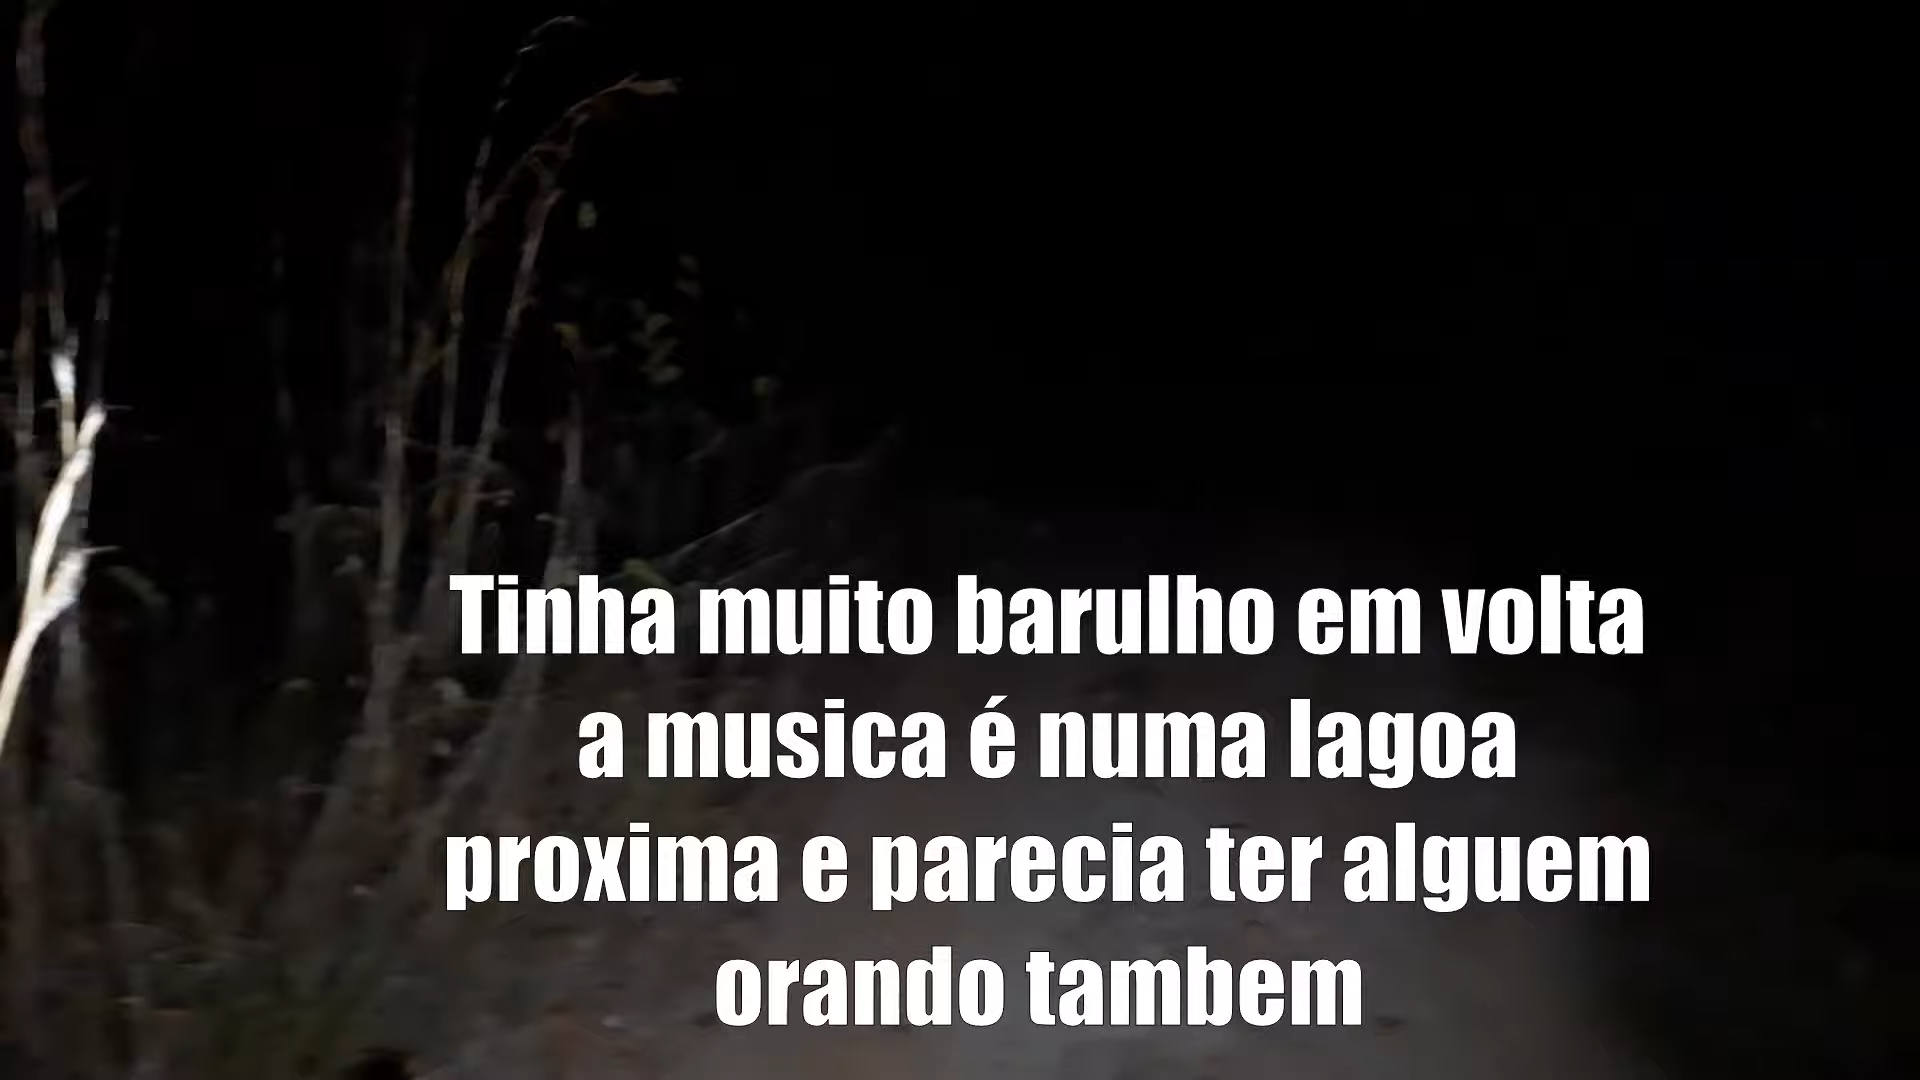 Tinha muito barulho em volta
a musica é numa lagoa
proxima e parecia ter alguem
orando tambem